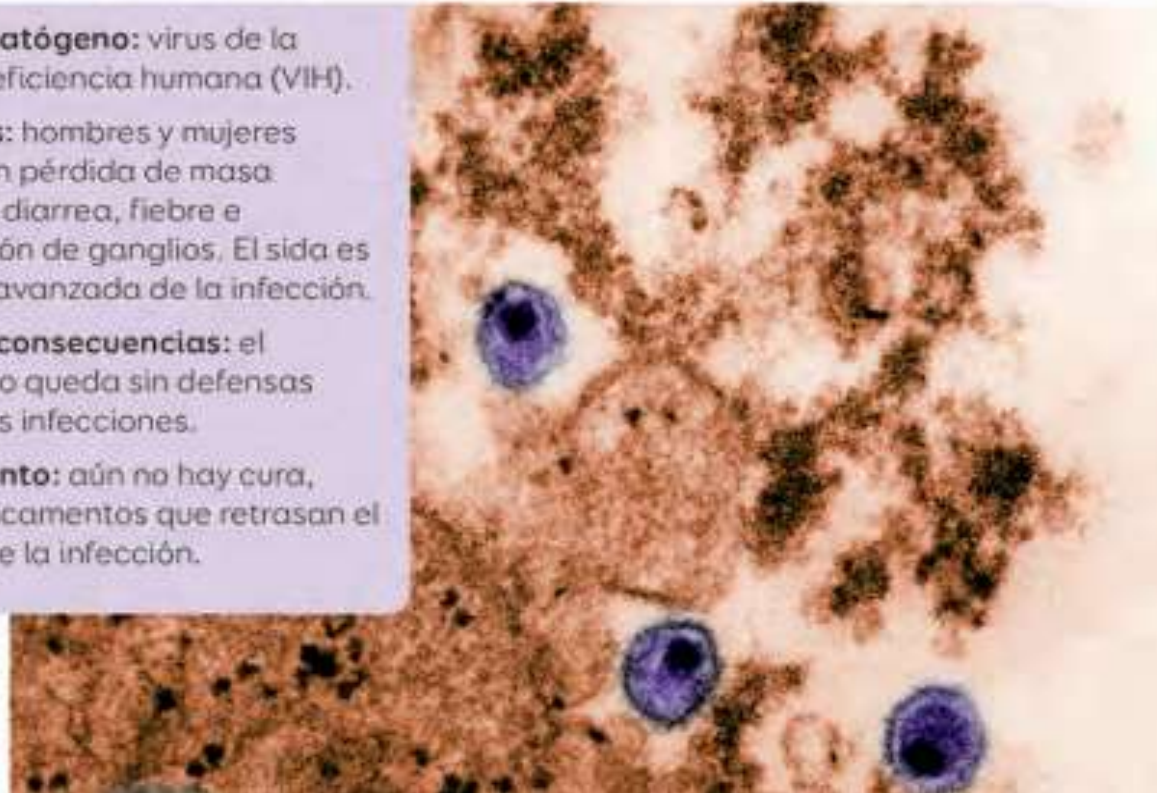 atógeno: virus de la
eficiencia humana (VIH).
s: hombres y mujeres
n pérdida de masa
diarrea, fiebre e
ón de ganglios. El sida es
avanzada de la infección.
consecuencias: el
o queda sin defensas
s infecciones.
nto: aún no hay cura,
camentos que retrasan el
e la infección.